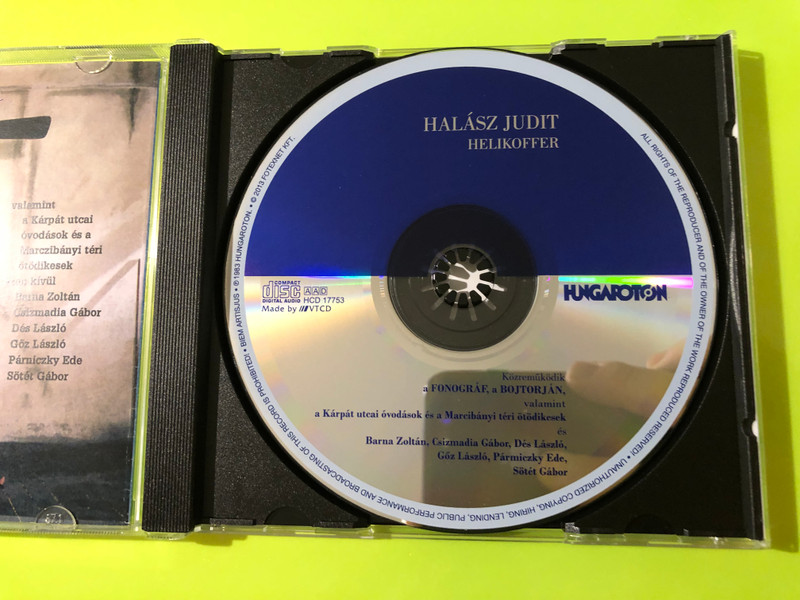 valamint
a Kárpát utcai
óvodások és a
Marczibányi téri
ötödikesek
kívül
Barna Zoltán
Csizmadia Gábor
Dés László
Gőz László
Párniczky Ede
Sötét Gábor
HALÁSZ JUDIT
HELIKOFFER
COMPACT
disc
DIGITAL AUDIO
AAD
HCD 17753
Made by VTCD
HUNGAROTON
Közreműködik
a FONOGRÁF, a BOJTORJÁN,
valamint
a Kárpát utcai óvodások és a Marcibányi téri ötödikesek
és
Barna Zoltán, Csizmadia Gábor, Dés László,
Gőz László, Pármiczky Ede,
Sötét Gábor
ALL RIGHTS OF THE REPRODUCER AND OF THE OWNER OF THE WORK REPRODUCED RESERVED! • UNAUTHORIZED COPYING, HIRING, LENDING, PUBLIC PERFORMANCE AND BROADCASTING OF THIS RECORD IS PROHIBITED! • BIEM ARTISJUS • ℗ 1983 HUNGAROTON. • © 2013 FOTEXNET KFT.